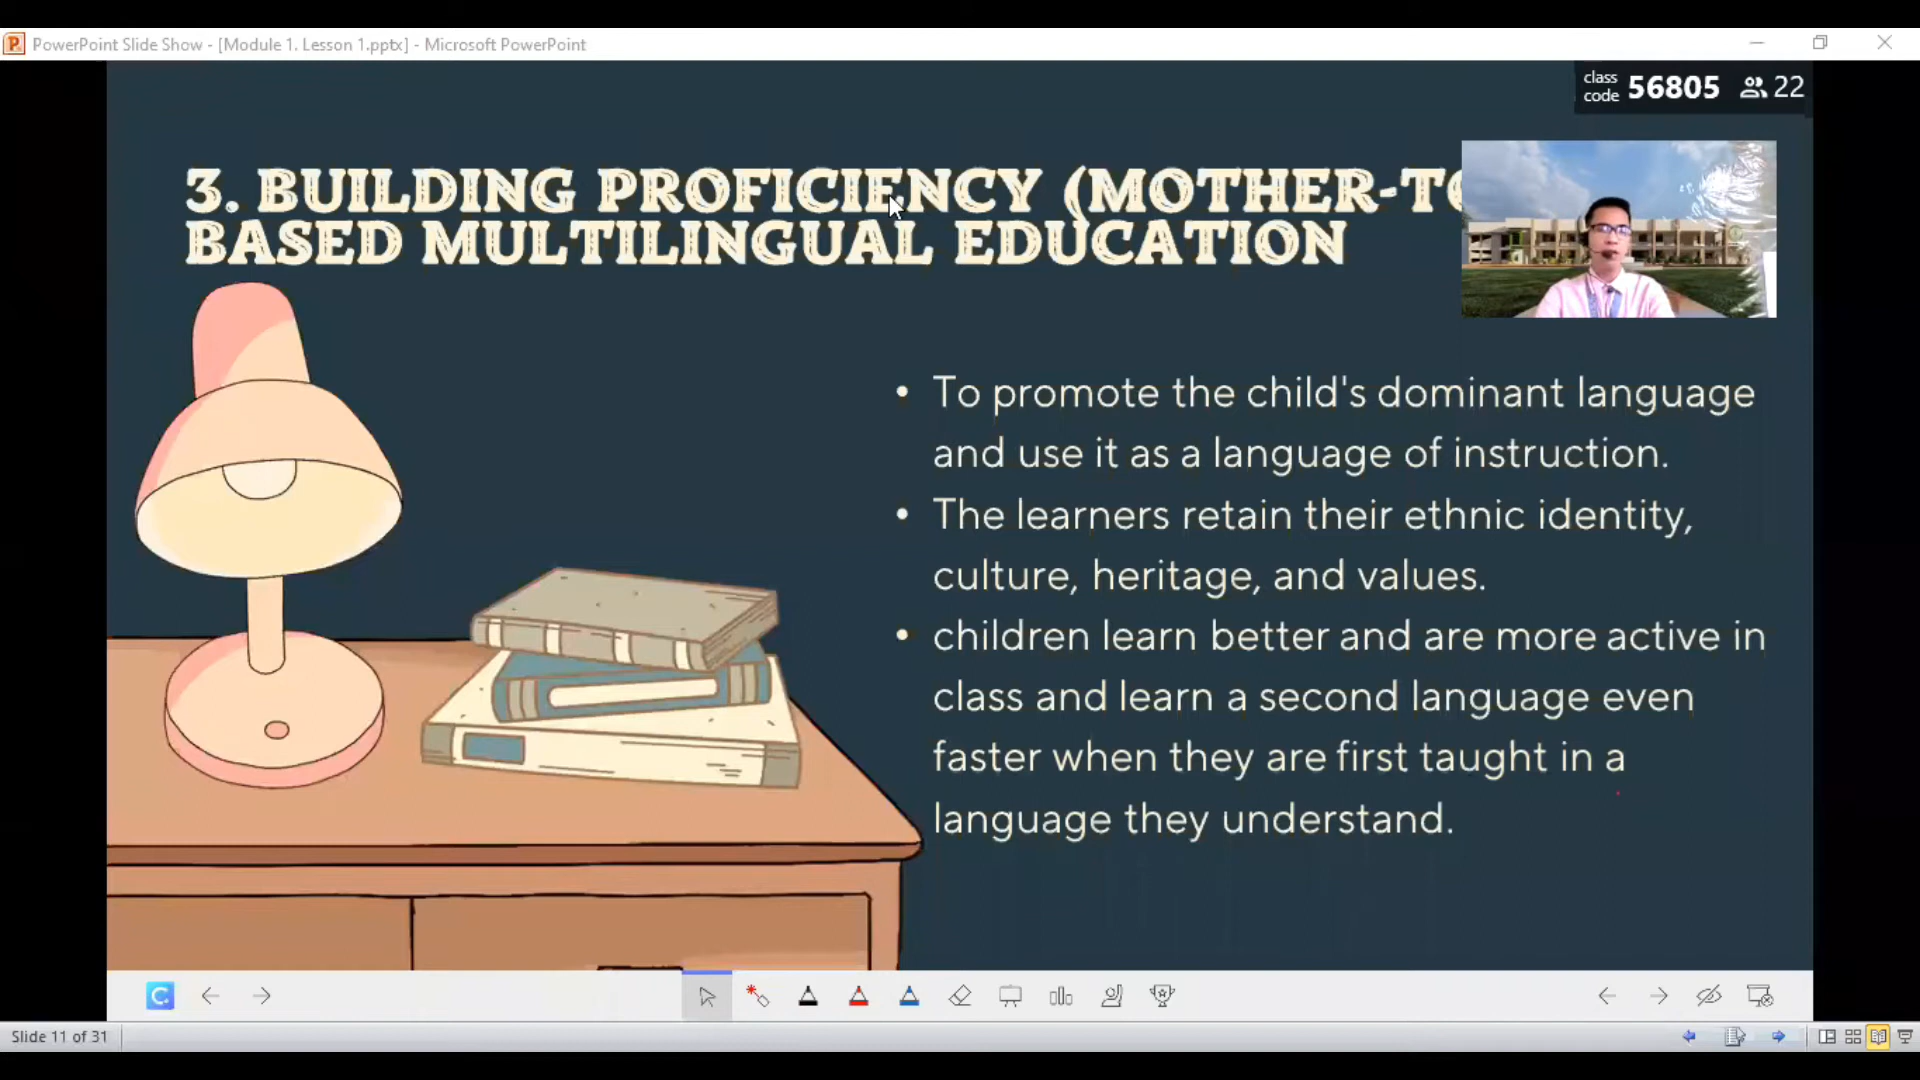 PowerPoint Slide Show - [Module 1. Lesson 1.pptx] - Microsoft PowerPoint
class code 56805 22
3. BUILDING PROFICIENCY (MOTHER-TO
BASED MULTILINGUAL EDUCATION
• To promote the child's dominant language
and use it as a language of instruction.
• The learners retain their ethnic identity,
culture, heritage, and values.
• children learn better and are more active in
class and learn a second language even
faster when they are first taught in a
language they understand.
Slide 11 of 31